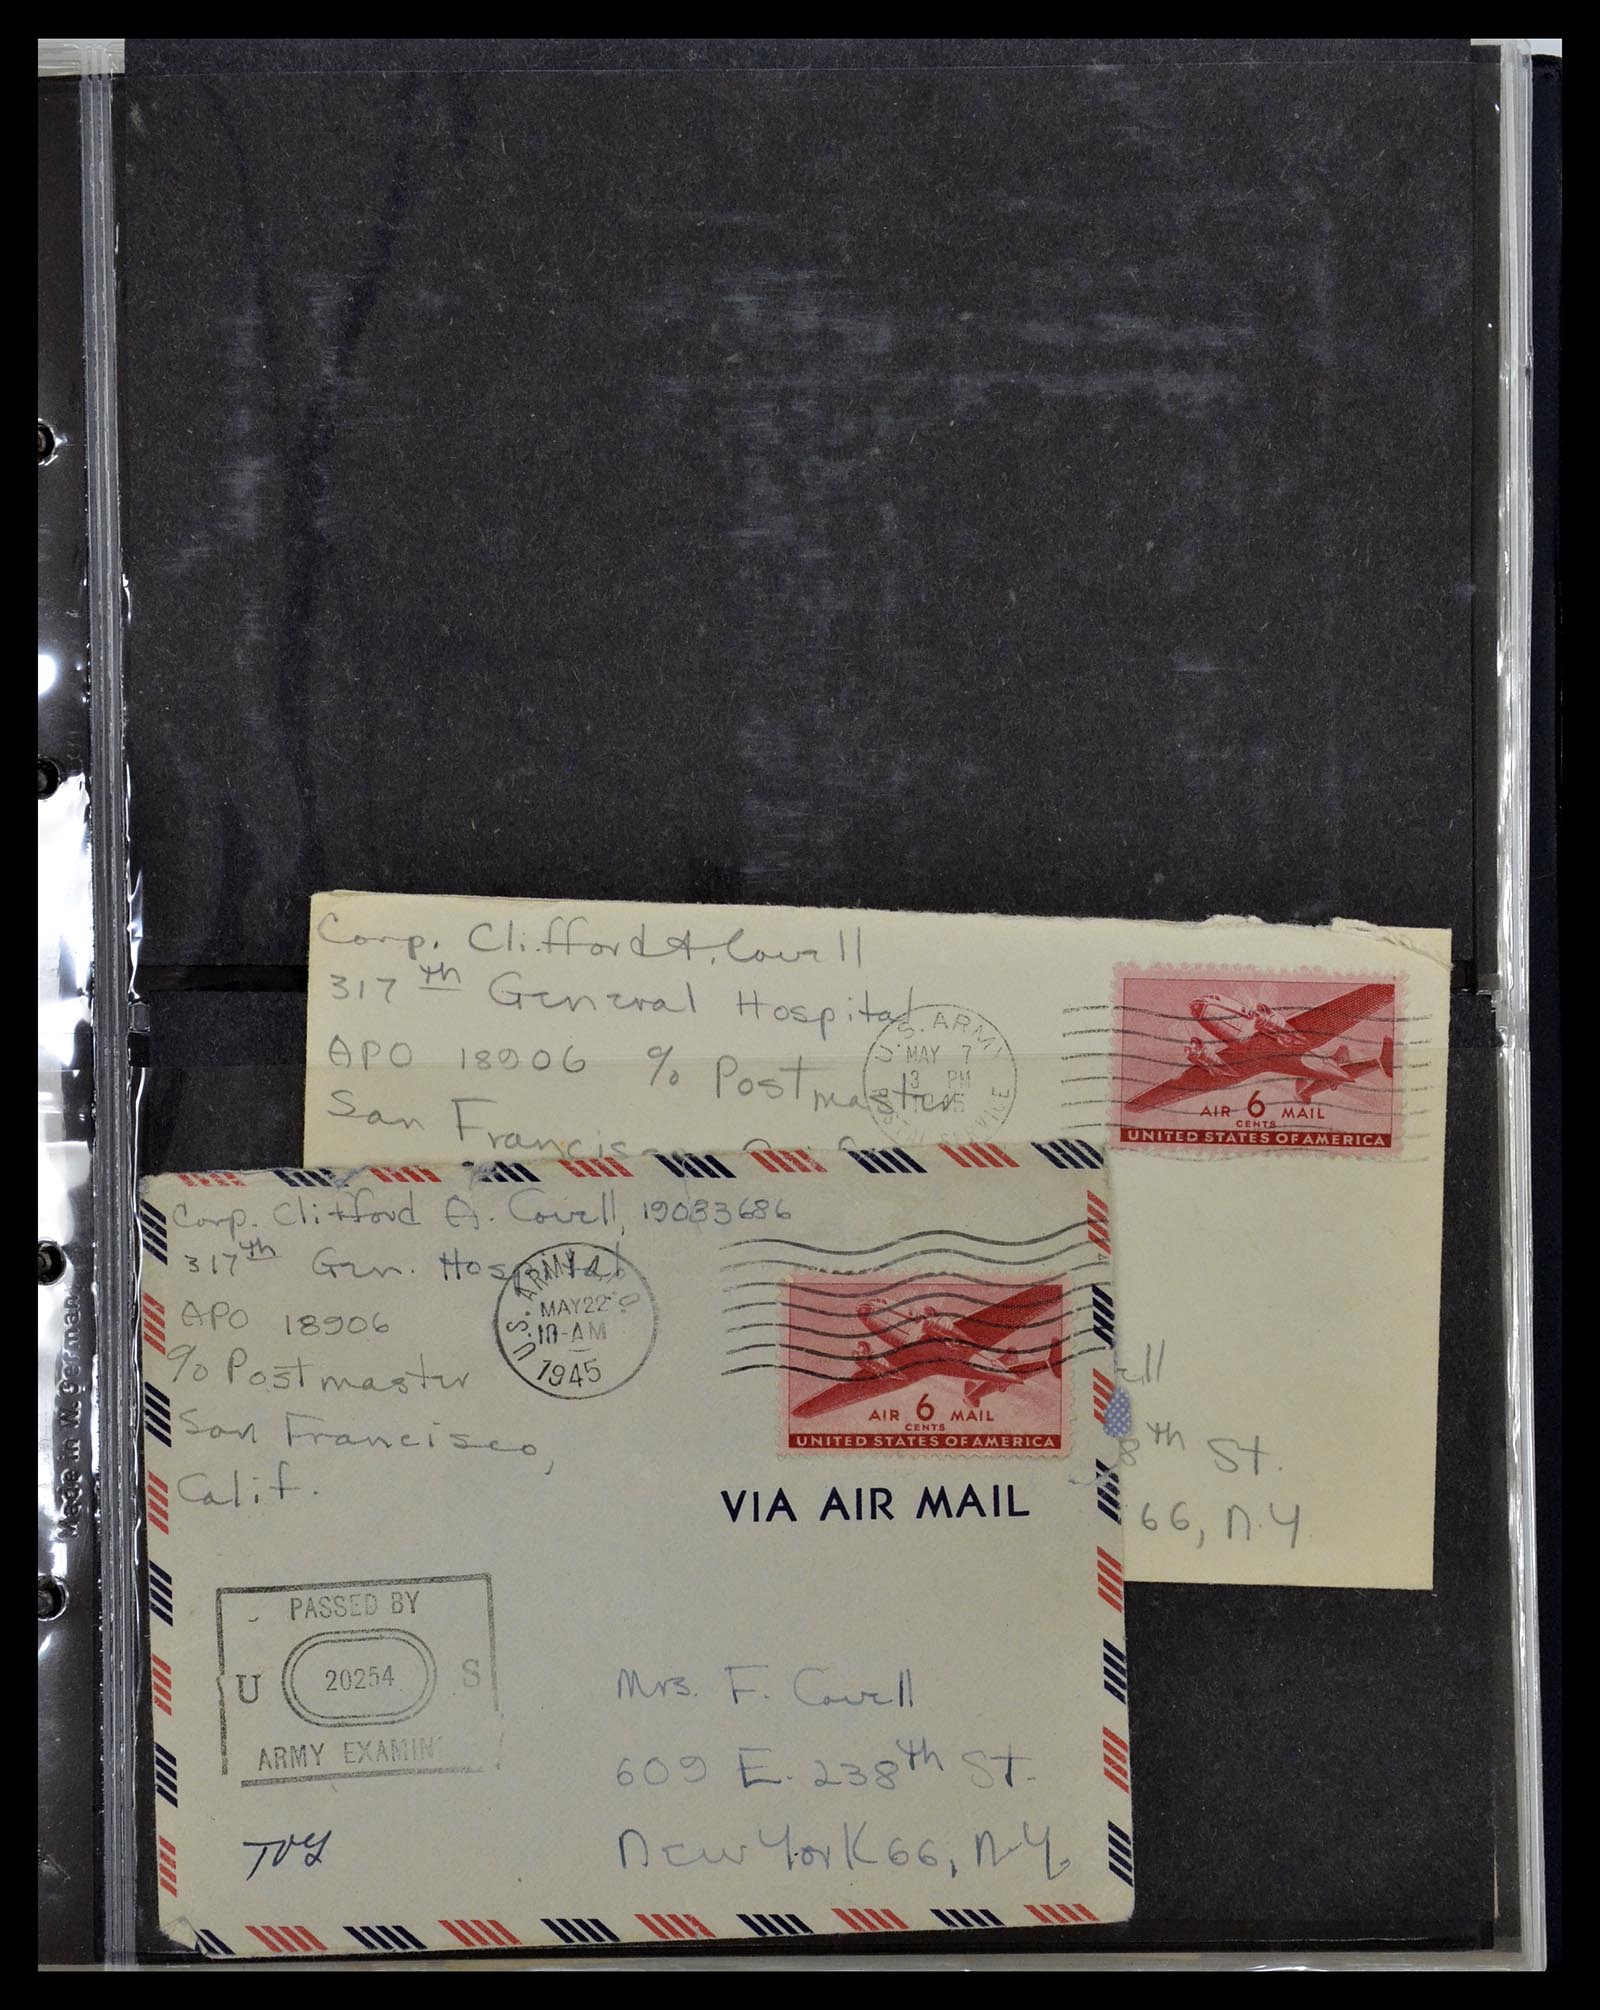 Corp. Clifford A. Covell
317th General Hospital
APO 18906 % Postmaster
San Francisco
U.S. ARMY
MAY 7
3 PM
AIR 6 MAIL
CENTS
UNITED STATES OF AMERICA
ell
8th St.
66, N.Y.
Corp. Clifford A. Covell, 19033686
317th Gen. Hospital
APO 18906
% Postmaster
San Francisco,
Calif.
U.S. ARMY
MAY 22
10-AM
1945
AIR 6 MAIL
CENTS
UNITED STATES OF AMERICA
VIA AIR MAIL
PASSED BY
U 20254 S
ARMY EXAMIN
Mrs. F. Covell
609 E. 238th St.
New York 66, N.Y.
Made in W. Germany